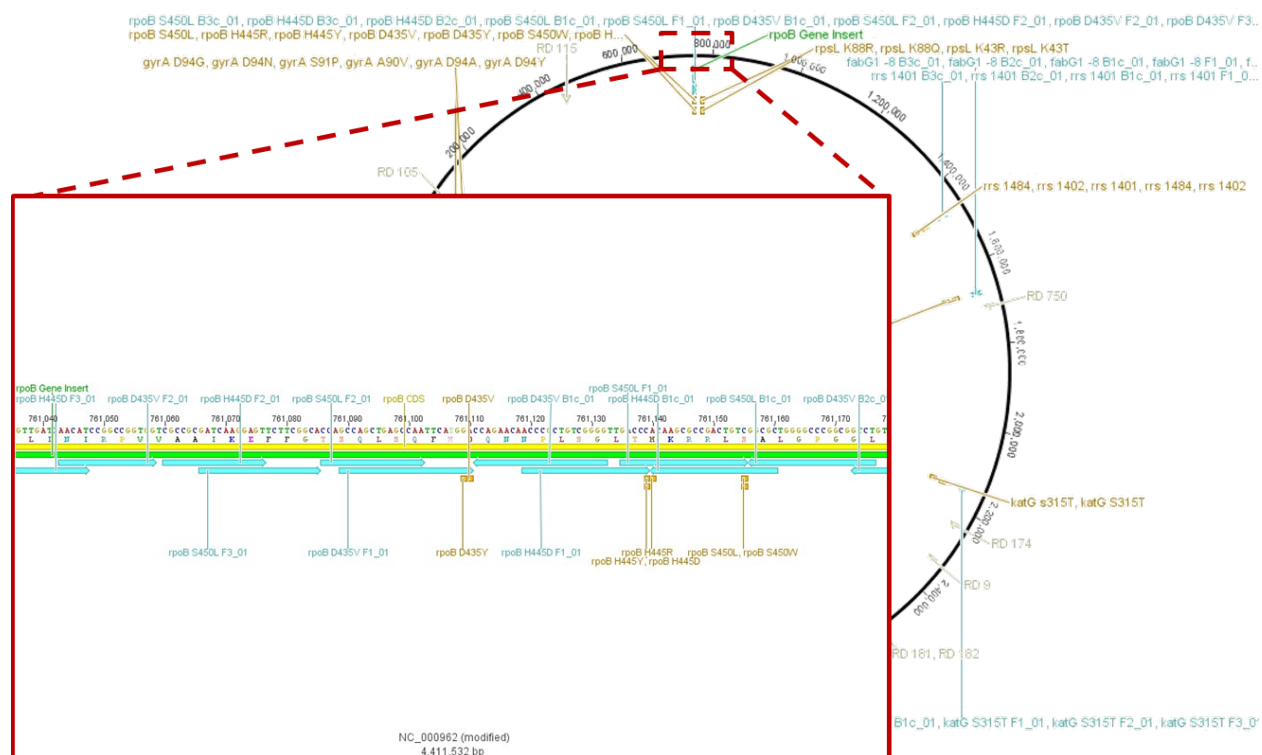 rpoB S450L B3c_01, rpoB H445D B3c_01, rpoB H445D B2c_01, rpoB S450L B1c_01, rpoB S450L F1_01, rpoB D435V B1c_01, rpoB S450L F2_01, rpoB H445D F2_01, rpoB D435V F2_01, rpoB D435V F3...
rpoB S450L, rpoB H445R, rpoB H445Y, rpoB D435V, rpoB D435Y, rpoB S450W, rpoB H...
rpoB Gene Insert
RD 115
600,000
800,000
1,000,000
rpsL K88R, rpsL K88Q, rpsL K43R, rpsL K43T
gyrA D94G, gyrA D94N, gyrA S91P, gyrA A90V, gyrA D94A, gyrA D94Y
fabG1 -8 B3c_01, fabG1 -8 B2c_01, fabG1 -8 B1c_01, fabG1 -8 F1_01, f...
rrs 1401 B3c_01, rrs 1401 B2c_01, rrs 1401 B1c_01, rrs 1401 F1_0...
400,000
1,200,000
200,000
1,400,000
RD 105
rrs 1484, rrs 1402, rrs 1401, rrs 1484, rrs 1402
1,600,000
RD 750
1,800,000
2,000,000
rpoB Gene Insert
rpoB S450L F1_01
rpoB H445D F3_01 rpoB D435V F2_01 rpoB H445D F2_01 rpoB S450L F2_01 rpoB CDS rpoB D435V rpoB D435V B1c_01 rpoB H445D B1c_01 rpoB S450L B1c_01 rpoB D435V B2c_01
761,040 761,050 761,060 761,070 761,080 761,090 761,100 761,110 761,120 761,130 761,140 761,150 761,160 761,170
L I N I R P V V A A I K E F F G T S Q L S Q F M D Q N N P L S G L T H K R R L S A L G P G G L
katG s315T, katG S315T
2,200,000
RD 174
rpoB S450L F3_01 rpoB D435V F1_01 rpoB D435Y rpoB H445D F1_01 rpoB H445R rpoB S450L, rpoB S450W
rpoB H445Y, rpoB H445D
RD 9
2,400,000
RD 181, RD 182
B1c_01, katG S315T F1_01, katG S315T F2_01, katG S315T F3_0
NC_000962 (modified)
4,411,532 bp